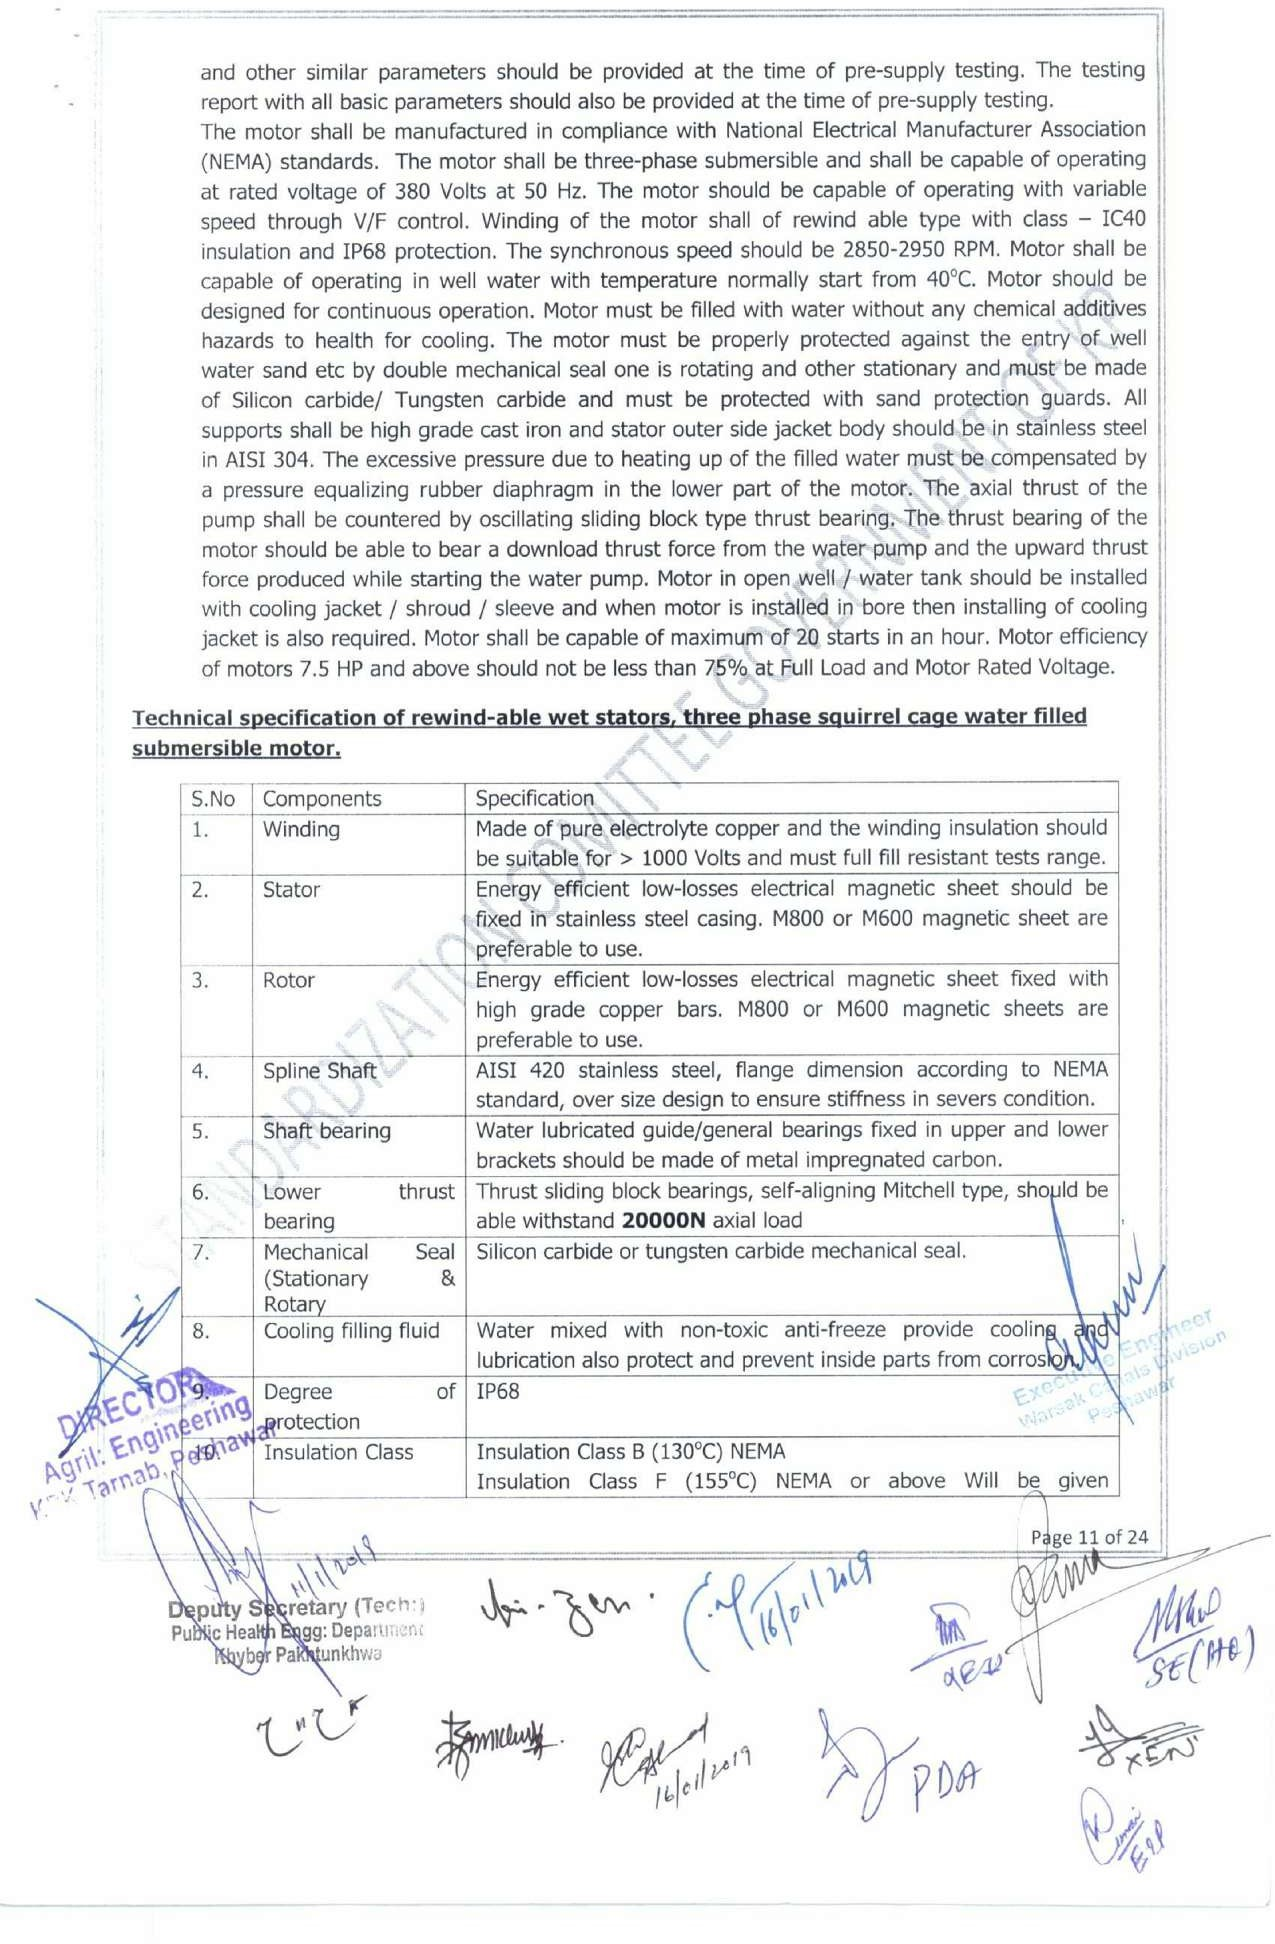 and other similar parameters should be provided at the time of pre-supply testing. The testing
report with all basic parameters should also be provided at the time of pre-supply testing.
The motor shall be manufactured in compliance with National Electrical Manufacturer Association
(NEMA) standards. The motor shall be three-phase submersible and shall be capable of operating
at rated voltage of 380 Volts at 50 Hz. The motor should be capable of operating with variable
speed through V/F control. Winding of the motor shall of rewind able type with class – IC40
insulation and IP68 protection. The synchronous speed should be 2850-2950 RPM. Motor shall be
capable of operating in well water with temperature normally start from 40°C. Motor should be
designed for continuous operation. Motor must be filled with water without any chemical additives
hazards to health for cooling. The motor must be properly protected against the entry of well
water sand etc by double mechanical seal one is rotating and other stationary and must be made
of Silicon carbide/ Tungsten carbide and must be protected with sand protection guards. All
supports shall be high grade cast iron and stator outer side jacket body should be in stainless steel
in AISI 304. The excessive pressure due to heating up of the filled water must be compensated by
a pressure equalizing rubber diaphragm in the lower part of the motor. The axial thrust of the
pump shall be countered by oscillating sliding block type thrust bearing. The thrust bearing of the
motor should be able to bear a download thrust force from the water pump and the upward thrust
force produced while starting the water pump. Motor in open well / water tank should be installed
with cooling jacket / shroud / sleeve and when motor is installed in bore then installing of cooling
jacket is also required. Motor shall be capable of maximum of 20 starts in an hour. Motor efficiency
of motors 7.5 HP and above should not be less than 75% at Full Load and Motor Rated Voltage.
Technical specification of rewind-able wet stators, three phase squirrel cage water filled
submersible motor.
S.No Components Specification
1. Winding Made of pure electrolyte copper and the winding insulation should
be suitable for > 1000 Volts and must full fill resistant tests range.
2. Stator Energy efficient low-losses electrical magnetic sheet should be
fixed in stainless steel casing. M800 or M600 magnetic sheet are
preferable to use.
3. Rotor Energy efficient low-losses electrical magnetic sheet fixed with
high grade copper bars. M800 or M600 magnetic sheets are
preferable to use.
4. Spline Shaft AISI 420 stainless steel, flange dimension according to NEMA
standard, over size design to ensure stiffness in severs condition.
5. Shaft bearing Water lubricated guide/general bearings fixed in upper and lower
brackets should be made of metal impregnated carbon.
6. Lower thrust Thrust sliding block bearings, self-aligning Mitchell type, should be
bearing able withstand 20000N axial load
7. Mechanical Seal Silicon carbide or tungsten carbide mechanical seal.
(Stationary &
Rotary
8. Cooling filling fluid Water mixed with non-toxic anti-freeze provide cooling and
lubrication also protect and prevent inside parts from corrosion.
9. Degree of IP68
protection
10. Insulation Class Insulation Class B (130°C) NEMA
Insulation Class F (155°C) NEMA or above Will be given
STANDARDIZATION COMITTEE GOVERNMENT OF KP
Executive Engineer
Warsak Canals Division
Peshawar
DIRECTOR
Agril: Engineering
Tarnab, Peshawar
Page 11 of 24
11/1/2019
Deputy Secretary (Tech:)
Public Health Engg: Department
Khyber Pakhtunkhwa
16/01/2019
XEN
SE(HQ)
16/01/2019
PDA
XEN